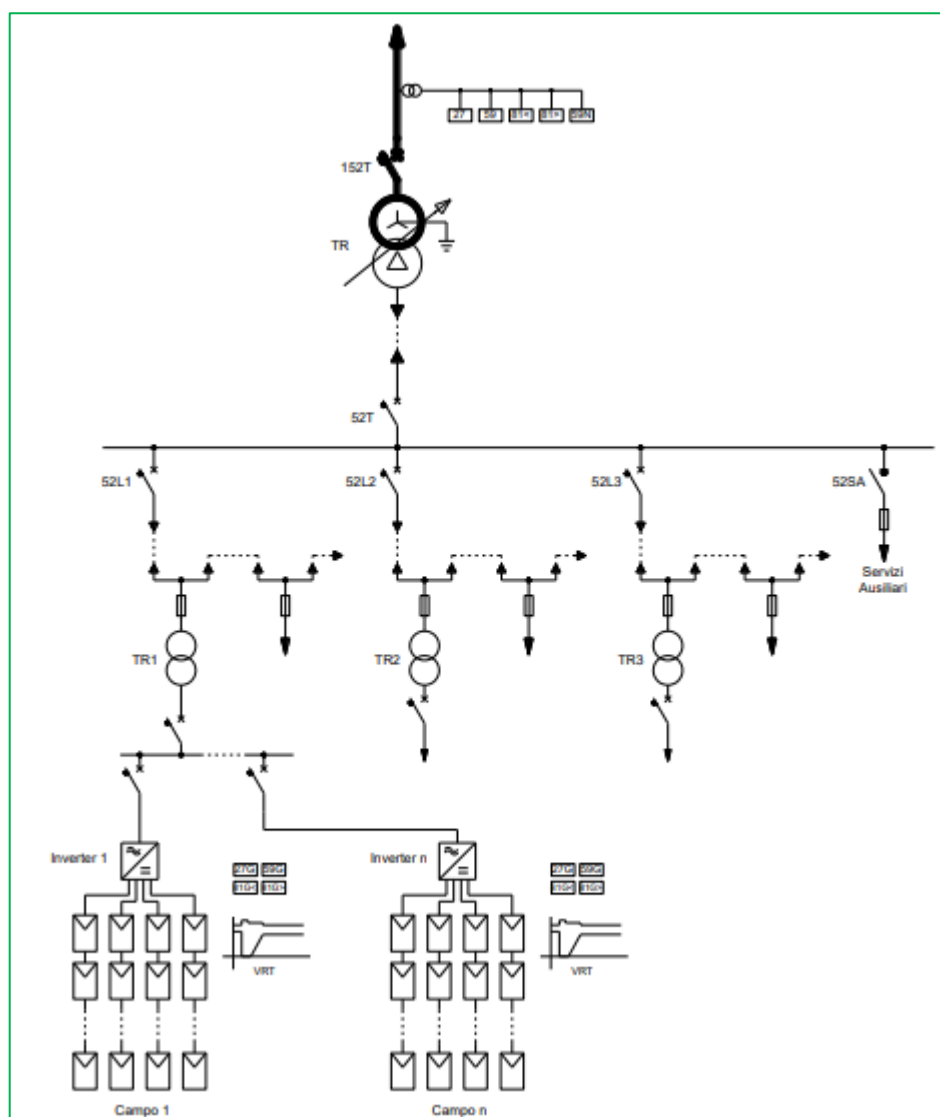 27 59 81< 81> 59N
152T
TR
52T
52L1 52L2 52L3 52SA
Servizi
Ausiliari
TR1 TR2 TR3
Inverter 1 27G 59G Inverter n 27G 59G
81G< 81G> 81G< 81G>
VRT VRT
Campo 1 Campo n